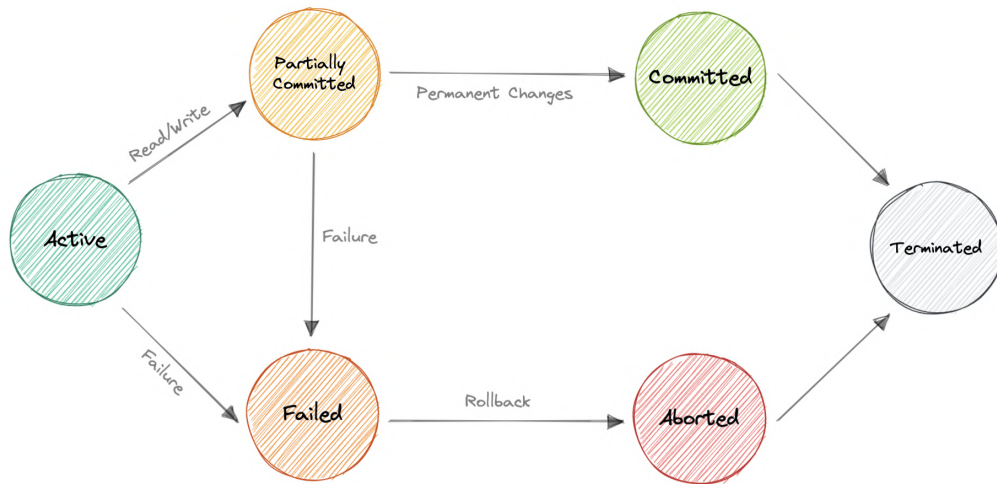 Partially
Committed
Committed
Permanent Changes
Read/Write
Active
Failure
Terminated
Failure
Failed
Rollback
Aborted